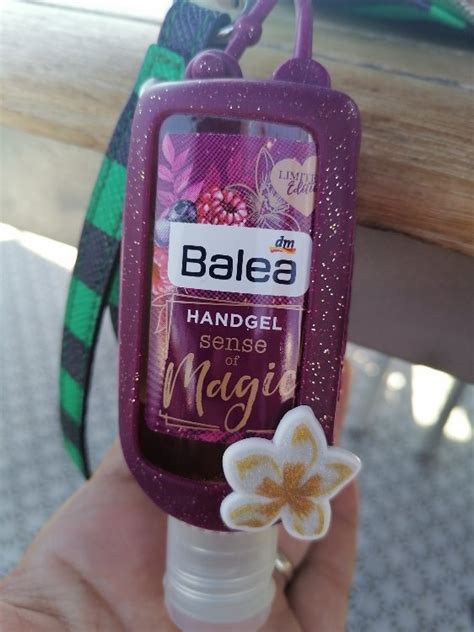 LIMITED
Edition
dm
Balea
HANDGEL
sense
of
Magic